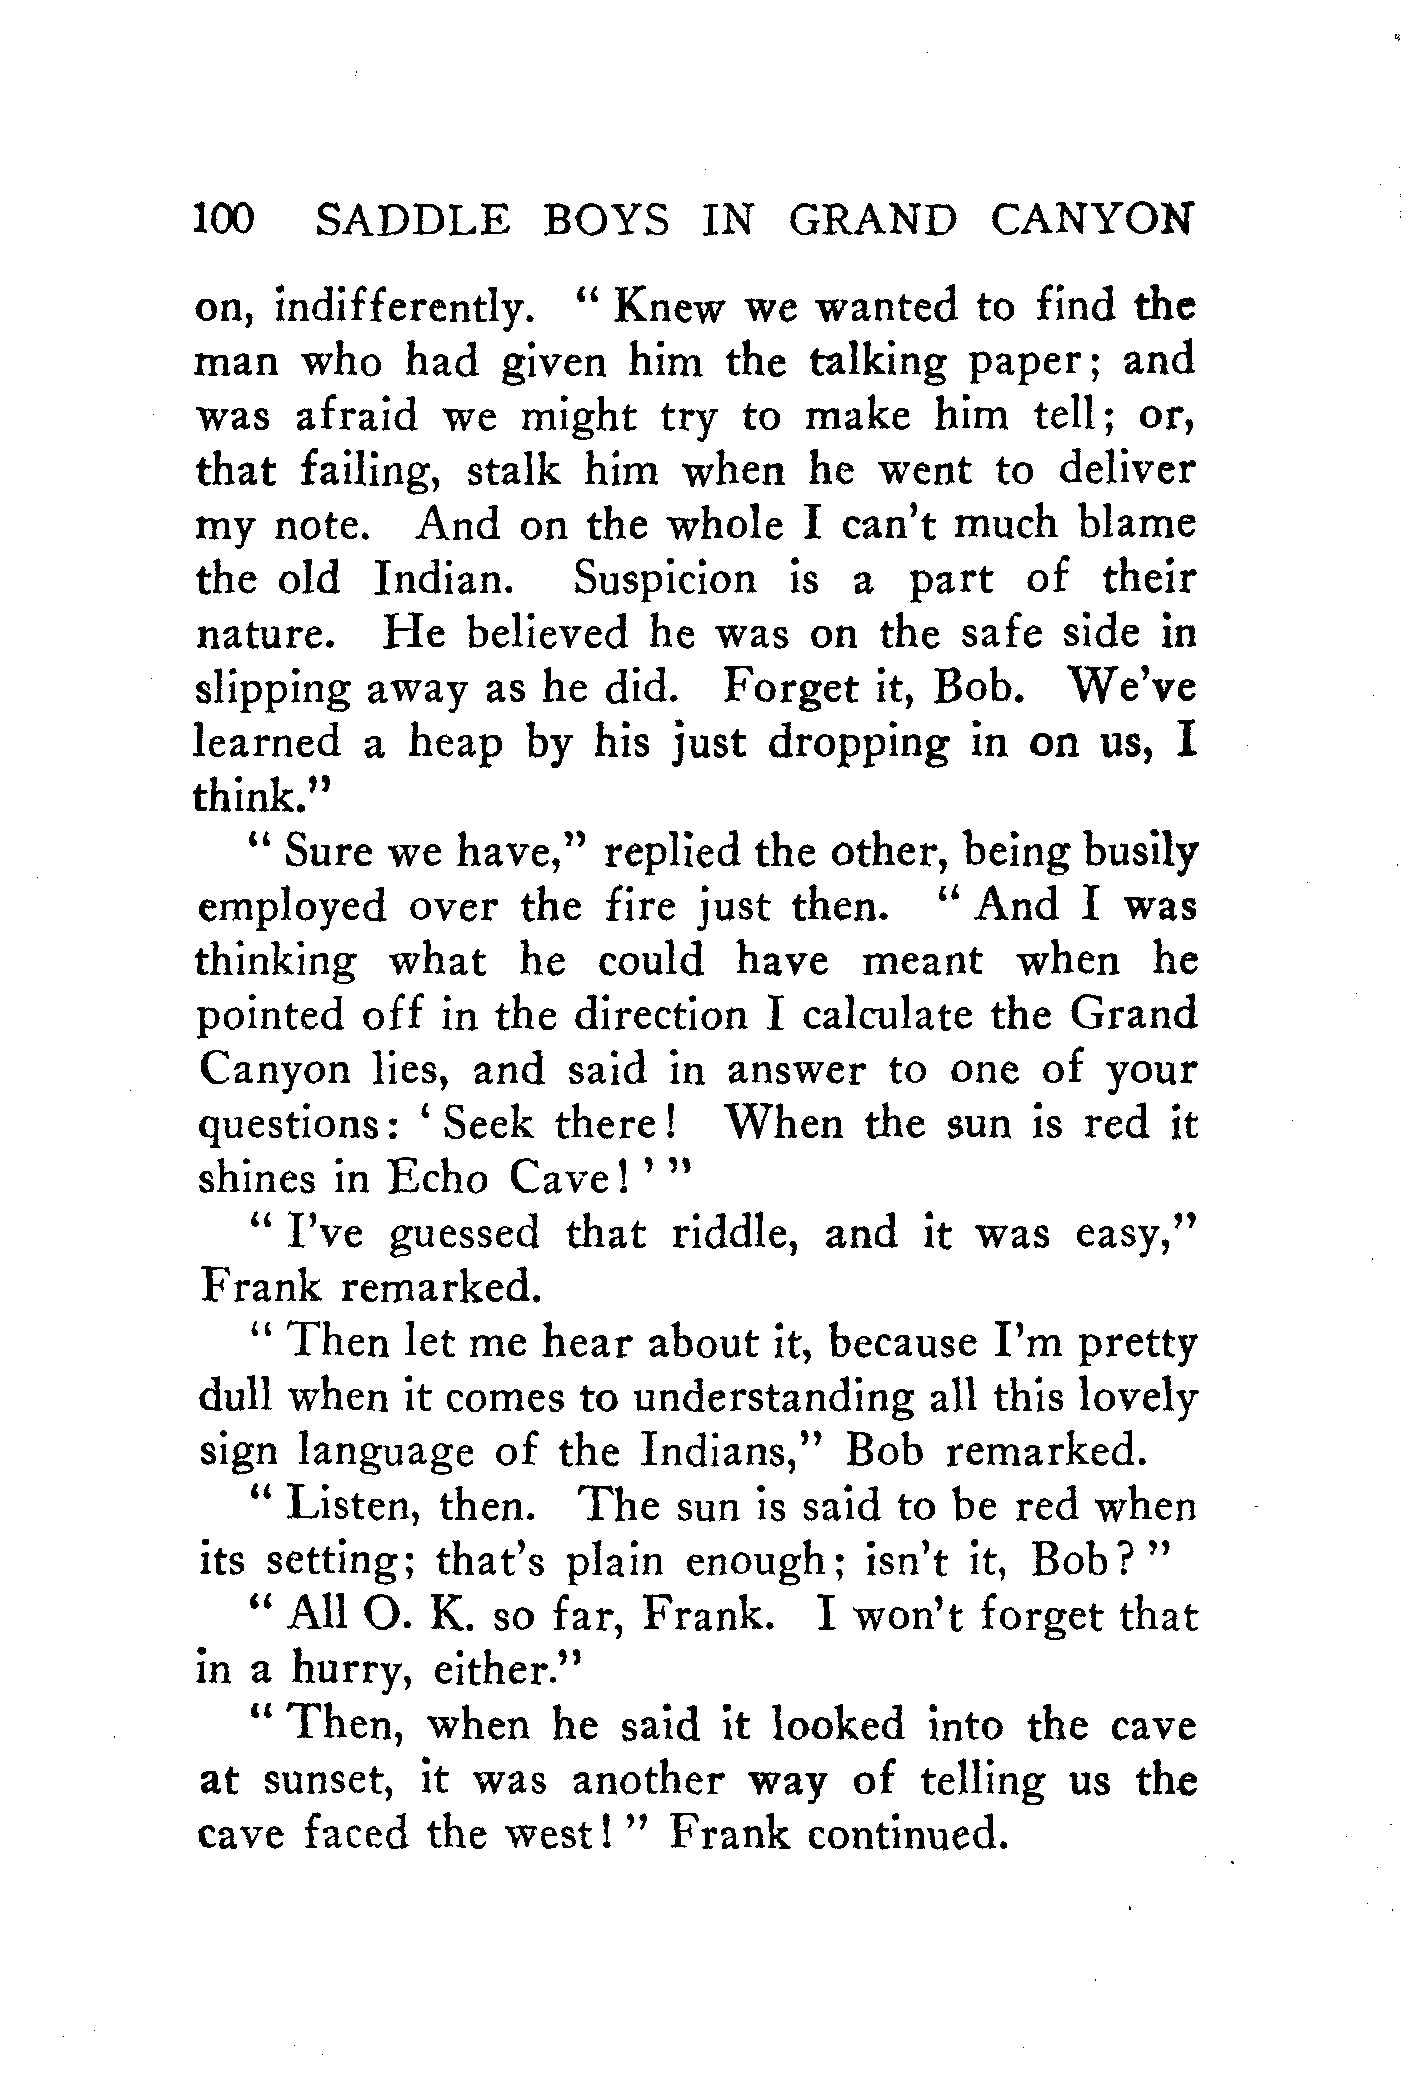 100 SADDLE BOYS IN GRAND CANYON
on, indifferently. “ Knew we wanted to find the
man who had given him the talking paper; and
was afraid we might try to make him tell; or,
that failing, stalk him when he went to deliver
my note. And on the whole I can’t much blame
the old Indian. Suspicion is a part of their
nature. He believed he was on the safe side in
slipping away as he did. Forget it, Bob. We’ve
learned a heap by his just dropping in on us, I
think.”
“ Sure we have,” replied the other, being busily
employed over the fire just then. “ And I was
thinking what he could have meant when he
pointed off in the direction I calculate the Grand
Canyon lies, and said in answer to one of your
questions: ‘ Seek there! When the sun is red it
shines in Echo Cave! ’ ”
“ I’ve guessed that riddle, and it was easy,”
Frank remarked.
“ Then let me hear about it, because I’m pretty
dull when it comes to understanding all this lovely
sign language of the Indians,” Bob remarked.
“ Listen, then. The sun is said to be red when
its setting; that’s plain enough; isn’t it, Bob? ”
“ All O. K. so far, Frank. I won’t forget that
in a hurry, either.”
“ Then, when he said it looked into the cave
at sunset, it was another way of telling us the
cave faced the west! ” Frank continued.